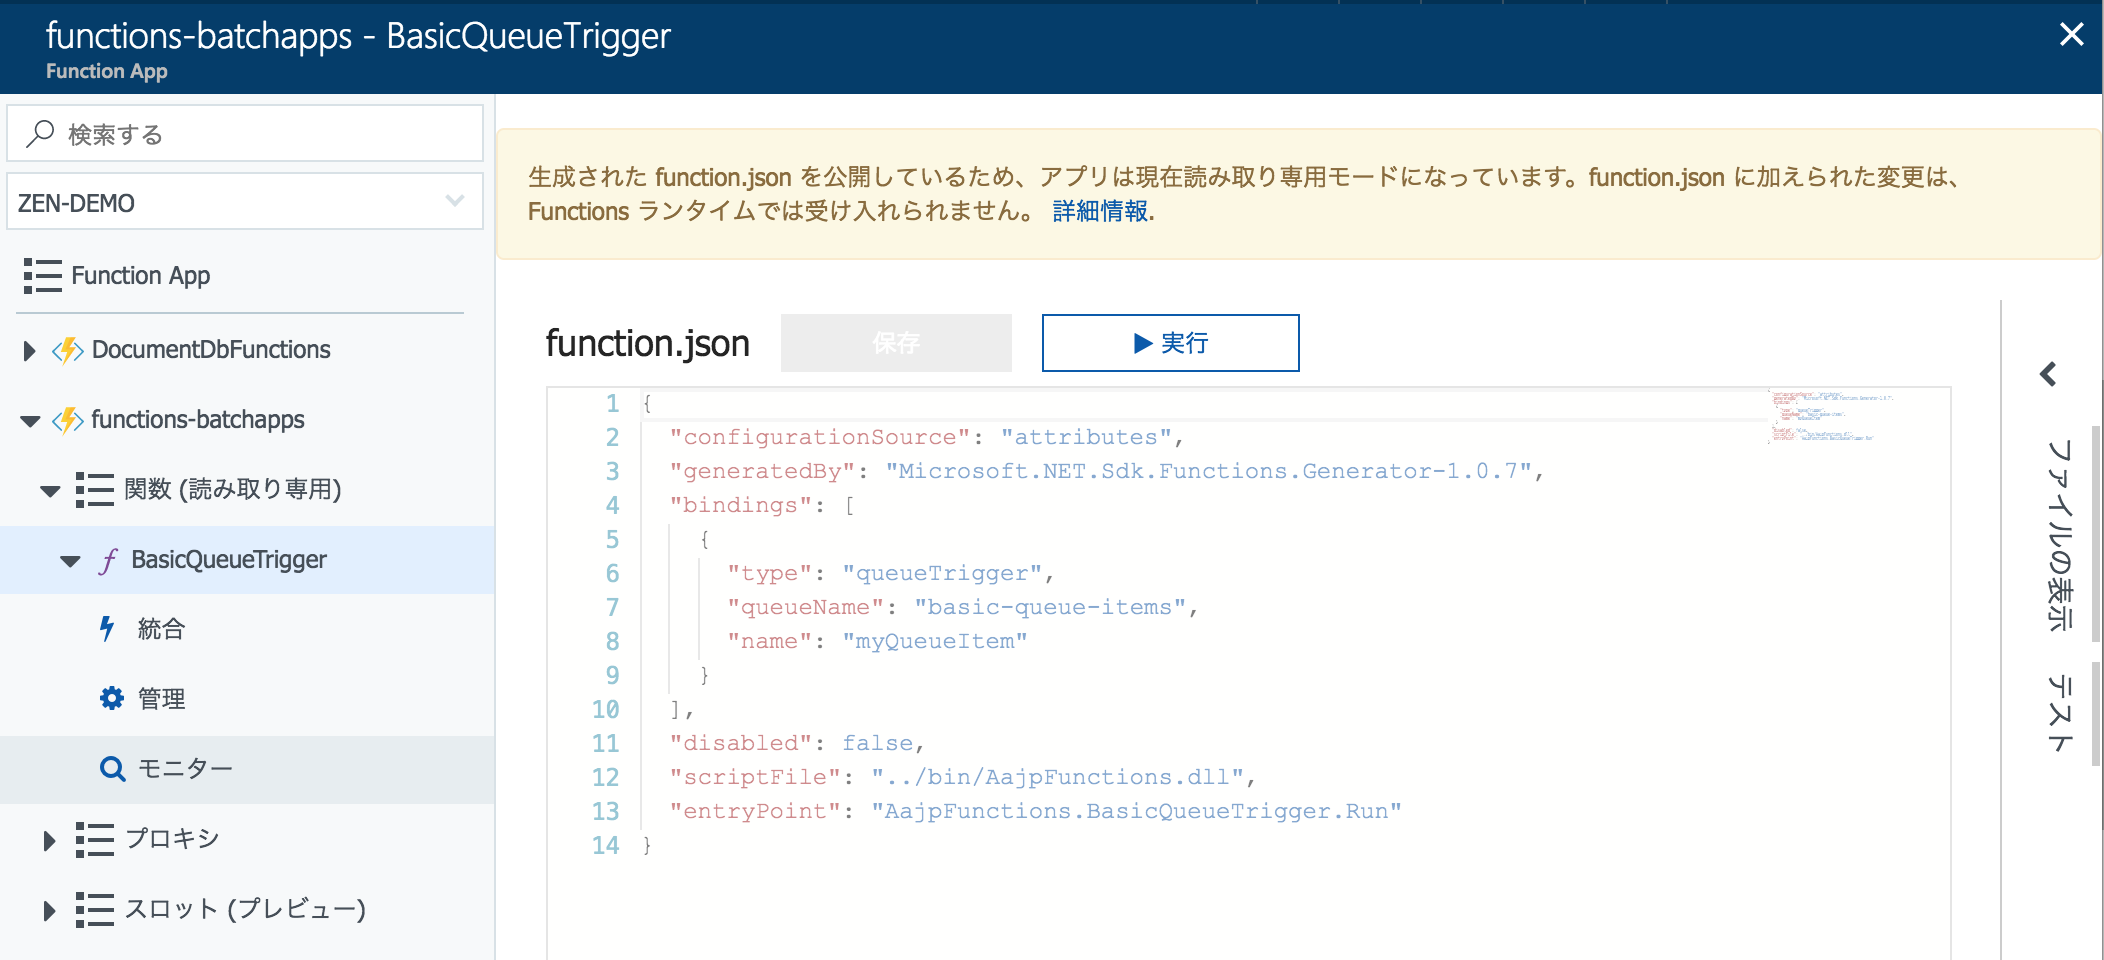 functions-batchapps - BasicQueueTrigger
Function App
検索する
ZEN-DEMO
Function App
DocumentDbFunctions
functions-batchapps
関数 (読み取り専用)
BasicQueueTrigger
統合
管理
モニター
プロキシ
スロット (プレビュー)
生成された function.json を公開しているため、アプリは現在読み取り専用モードになっています。function.json に加えられた変更は、
Functions ランタイムでは受け入れられません。 詳細情報.
function.json
保存
実行
1 {
2 "configurationSource": "attributes",
3 "generatedBy": "Microsoft.NET.Sdk.Functions.Generator-1.0.7",
4 "bindings": [
5 {
6 "type": "queueTrigger",
7 "queueName": "basic-queue-items",
8 "name": "myQueueItem"
9 }
10 ],
11 "disabled": false,
12 "scriptFile": "../bin/AajpFunctions.dll",
13 "entryPoint": "AajpFunctions.BasicQueueTrigger.Run"
14 }
ファイルの表示
テスト